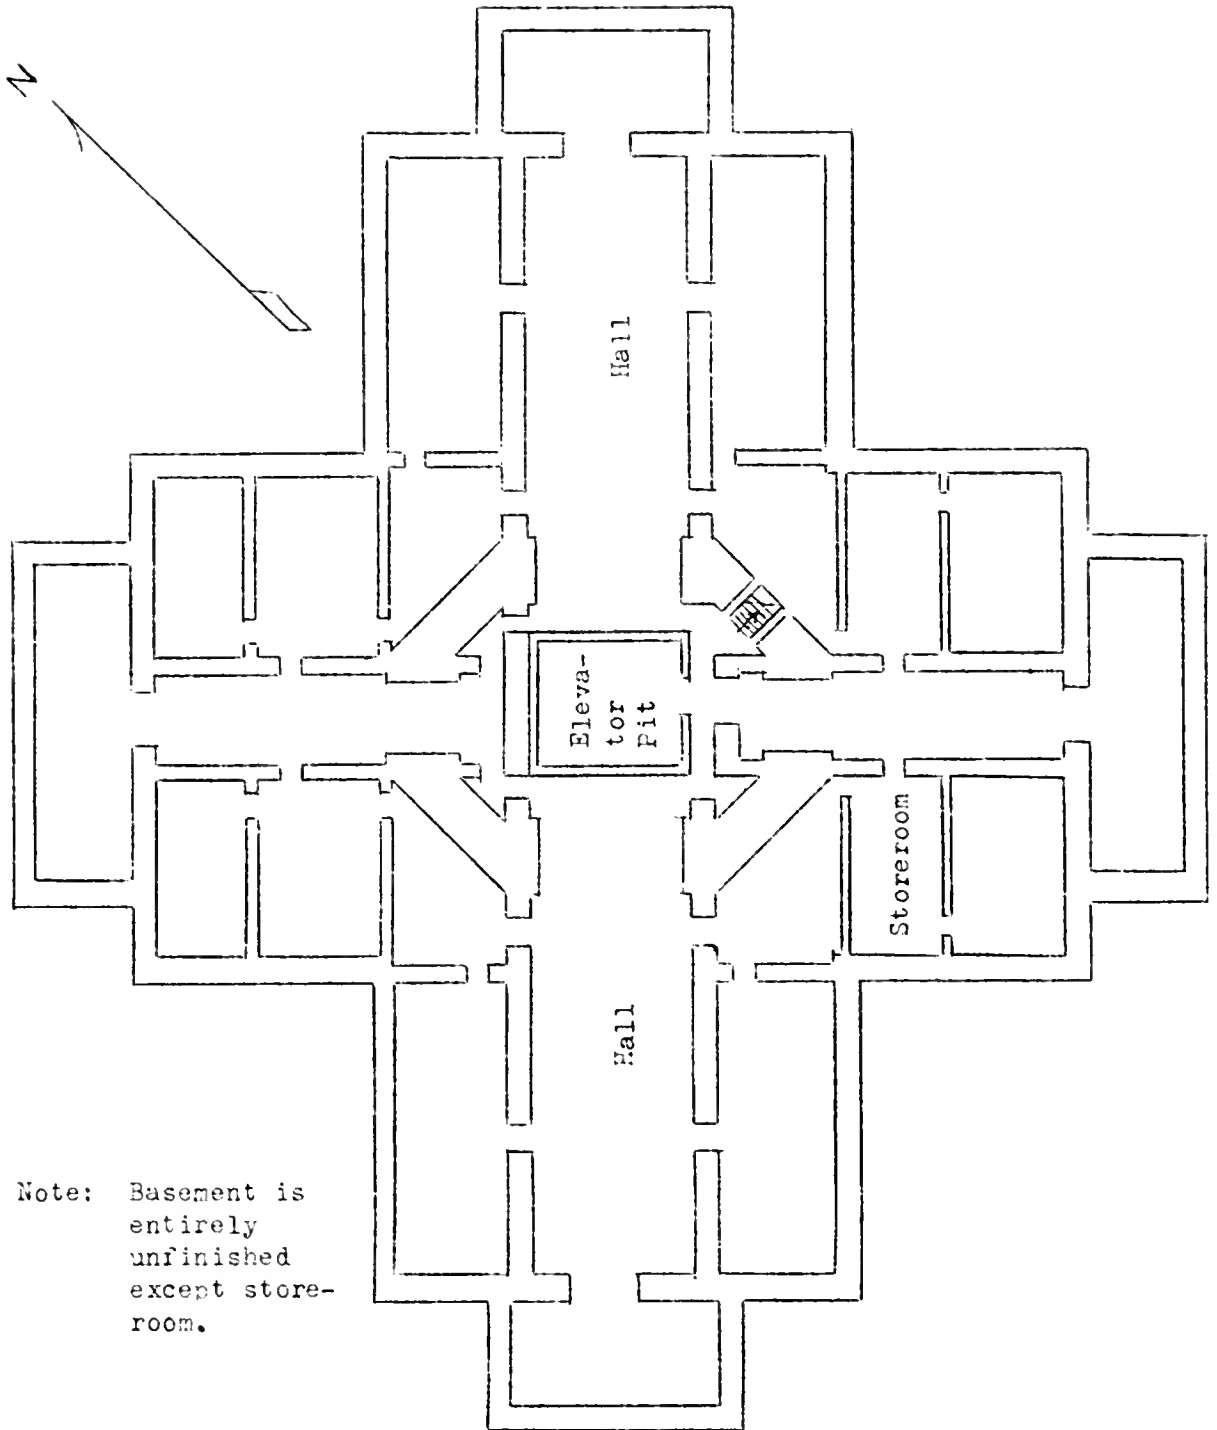 N
Hall
Eleva-
tor
Pit
Storeroom
Hall
Note: Basement is
entirely
unfinished
except store-
room.